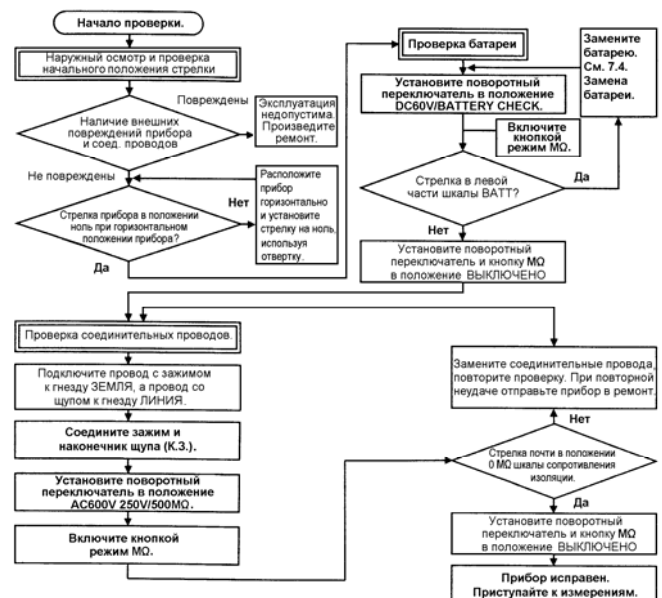 Начало проверки.
Наружный осмотр и проверка
начального положения стрелки
Повреждены
Наличие внешних
повреждений прибора
и соед. проводов
Эксплуатация
недопустима.
Произведите
ремонт.
Не повреждены
Стрелка прибора в положении
ноль при горизонтальном
положении прибора?
Нет
Расположите
прибор
горизонтально
и установите
стрелку на ноль,
используя
отвертку.
Да
Проверка батареи
Установите поворотный
переключатель в положение
DC60V/BATTERY CHECK.
Включите
кнопкой
режим MΩ.
Замените
батарею.
См. 7.4.
Замена
батареи.
Стрелка в левой
части шкалы BATT?
Да
Нет
Установите поворотный
переключатель и кнопку MΩ
в положение ВЫКЛЮЧЕНО
Проверка соединительных проводов.
Подключите провод с зажимом
к гнезду ЗЕМЛЯ, а провод со
щупом к гнезду ЛИНИЯ.
Соедините зажим и
наконечник щупа (К.З.).
Установите поворотный
переключатель в положение
AC600V 250V/500MΩ.
Включите кнопкой
режим MΩ.
Замените соединительные провода,
повторите проверку. При повторной
неудаче отправьте прибор в ремонт.
Нет
Стрелка почти в положении
0 MΩ шкалы сопротивления
изоляции.
Да
Установите поворотный
переключатель и кнопку MΩ
в положение ВЫКЛЮЧЕНО
Прибор исправен.
Приступайте к измерениям.